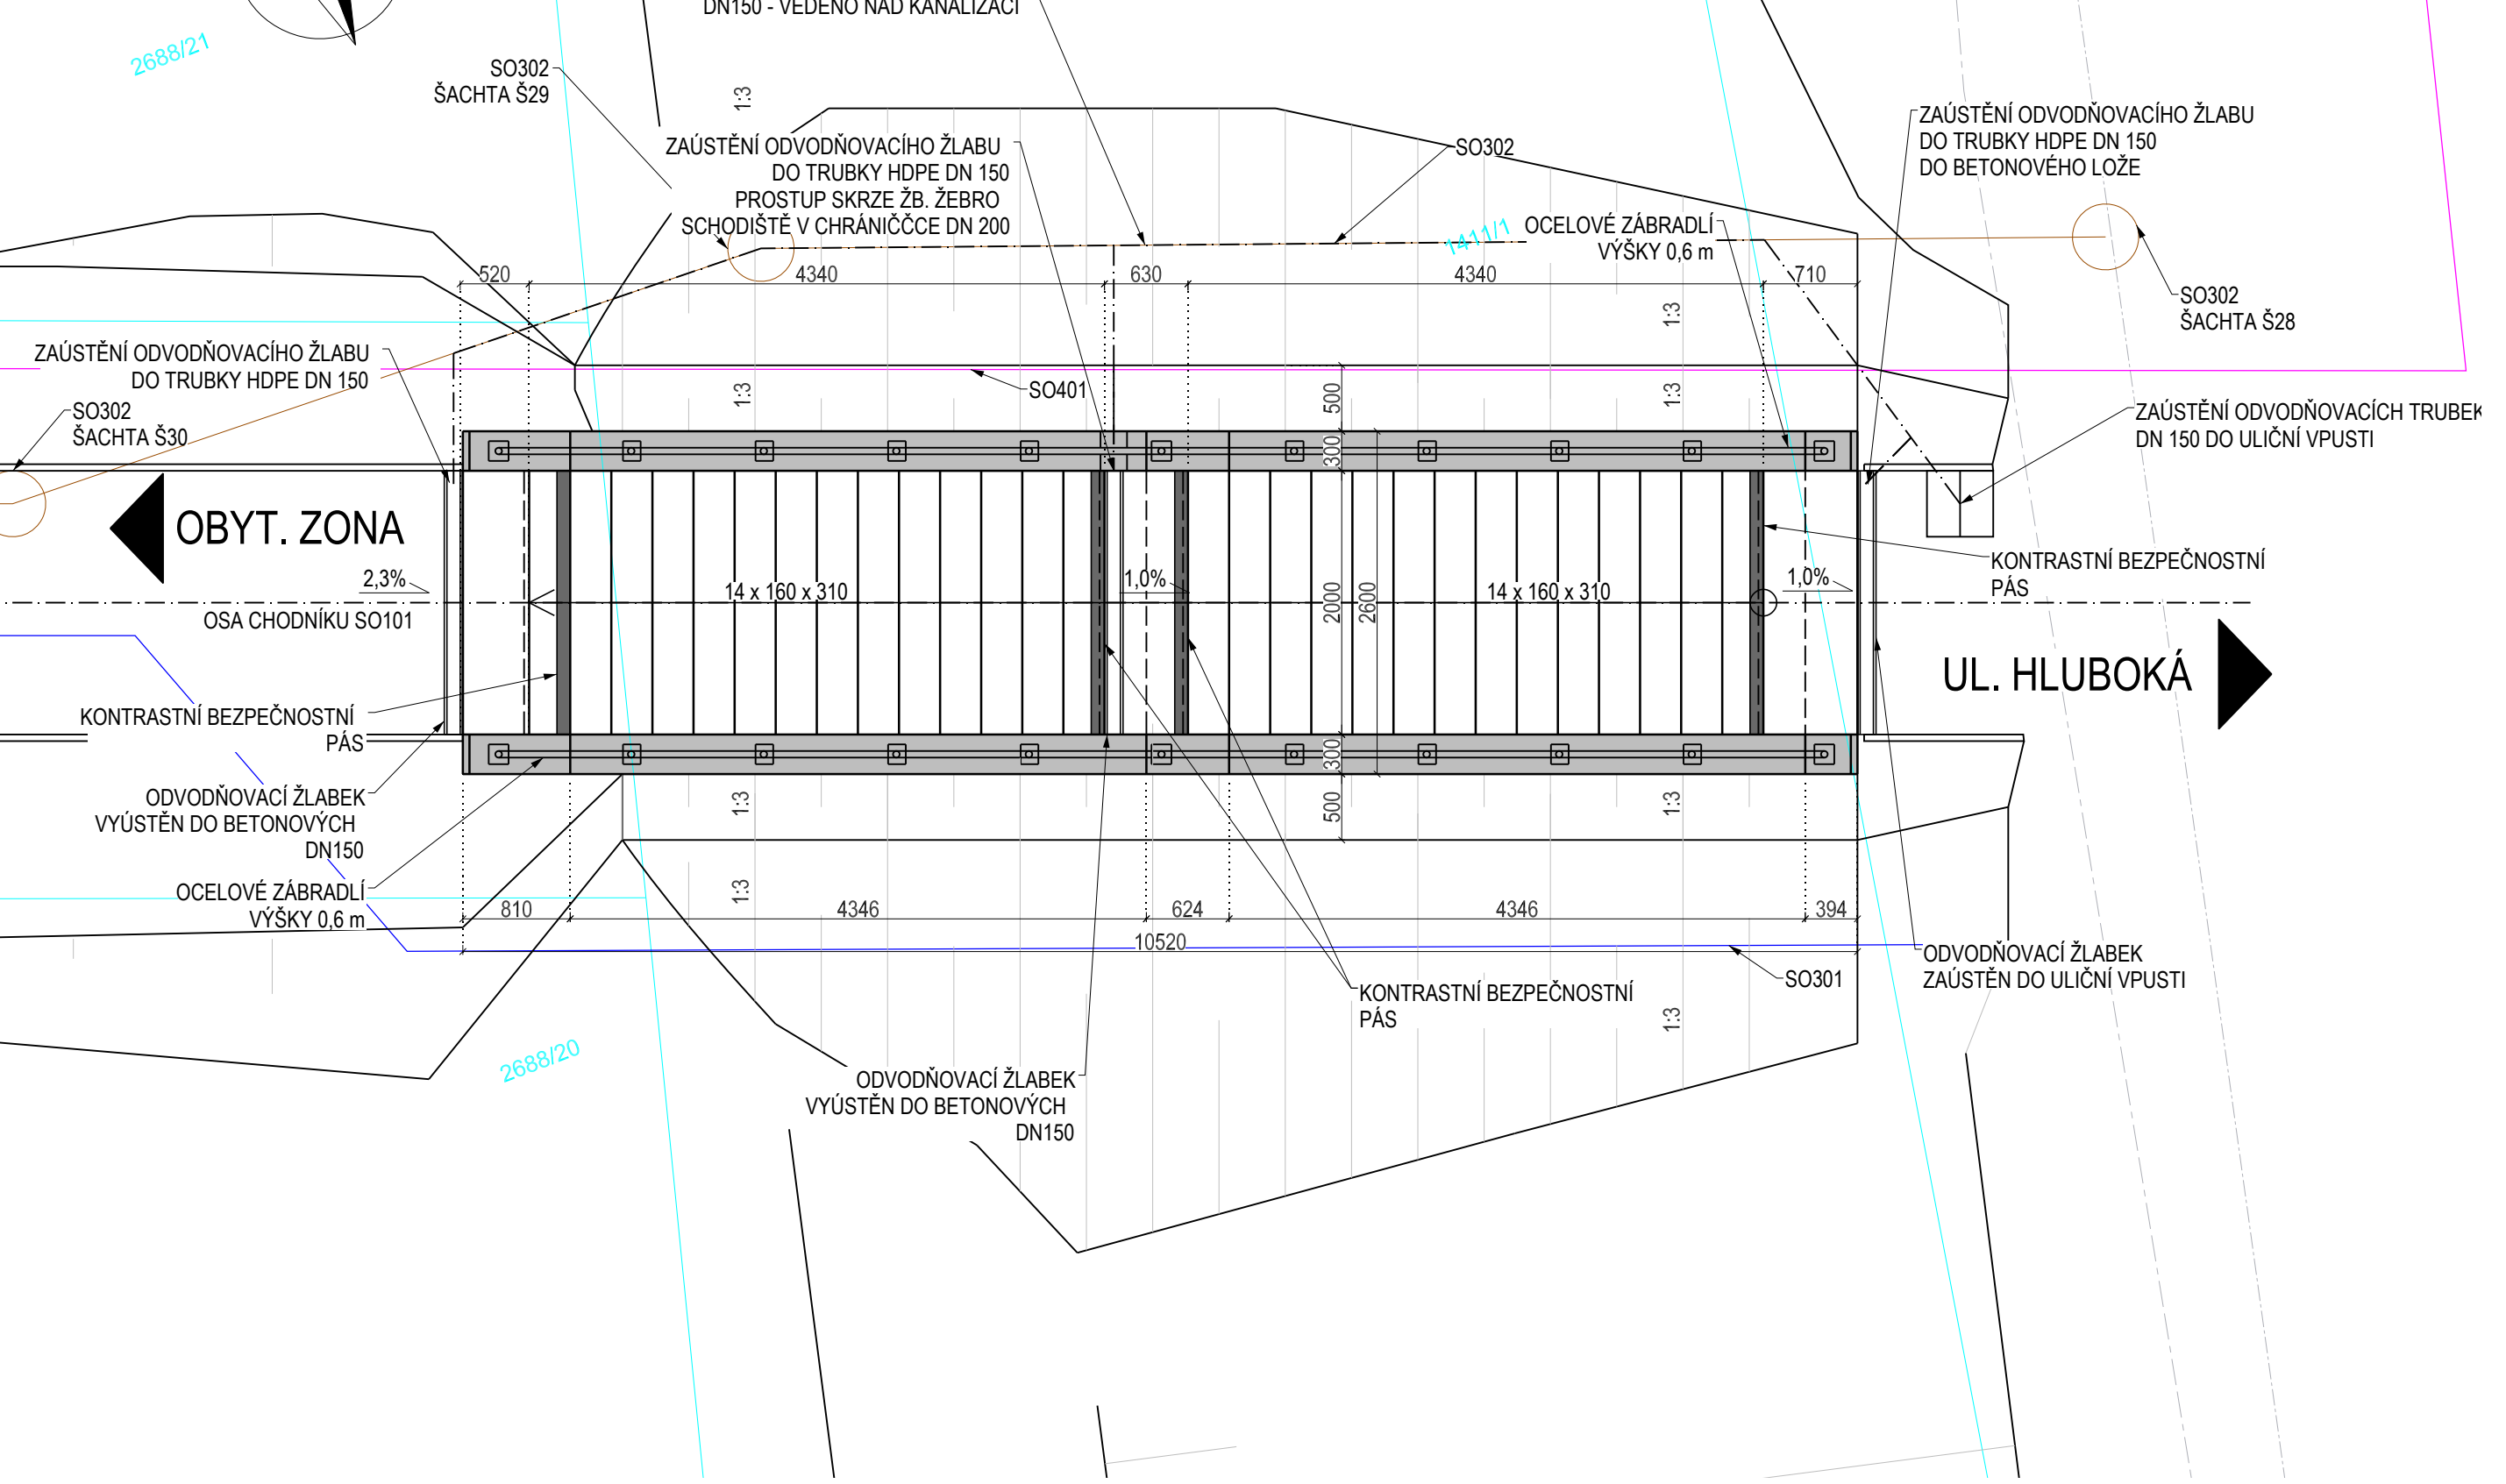 DN150 - VEDENO NAD KANALIZACÍ
2688/21
SO302
ŠACHTA Š29
1:3
ZAÚSTĚNÍ ODVODŇOVACÍHO ŽLABU
DO TRUBKY HDPE DN 150
PROSTUP SKRZE ŽB. ŽEBRO
SCHODIŠTĚ V CHRÁNIČČCE DN 200
SO302
1411/1
OCELOVÉ ZÁBRADLÍ
VÝŠKY 0,6 m
ZAÚSTĚNÍ ODVODŇOVACÍHO ŽLABU
DO TRUBKY HDPE DN 150
DO BETONOVÉHO LOŽE
520
4340
630
4340
710
1:3
SO302
ŠACHTA Š28
ZAÚSTĚNÍ ODVODŇOVACÍHO ŽLABU
DO TRUBKY HDPE DN 150
SO302
ŠACHTA Š30
1:3
SO401
500
1:3
ZAÚSTĚNÍ ODVODŇOVACÍCH TRUBEK
DN 150 DO ULIČNÍ VPUSTI
300
OBYT. ZONA
2,3%
14 x 160 x 310
1,0%
2000
2600
14 x 160 x 310
1,0%
KONTRASTNÍ BEZPEČNOSTNÍ
PÁS
OSA CHODNÍKU SO101
UL. HLUBOKÁ
KONTRASTNÍ BEZPEČNOSTNÍ
PÁS
300
ODVODŇOVACÍ ŽLABEK
VYÚSTĚN DO BETONOVÝCH
DN150
1:3
500
1:3
OCELOVÉ ZÁBRADLÍ
VÝŠKY 0,6 m
1:3
810
4346
624
4346
394
10520
SO301
ODVODŇOVACÍ ŽLABEK
ZAÚSTĚN DO ULIČNÍ VPUSTI
KONTRASTNÍ BEZPEČNOSTNÍ
PÁS
1:3
2688/20
ODVODŇOVACÍ ŽLABEK
VYÚSTĚN DO BETONOVÝCH
DN150